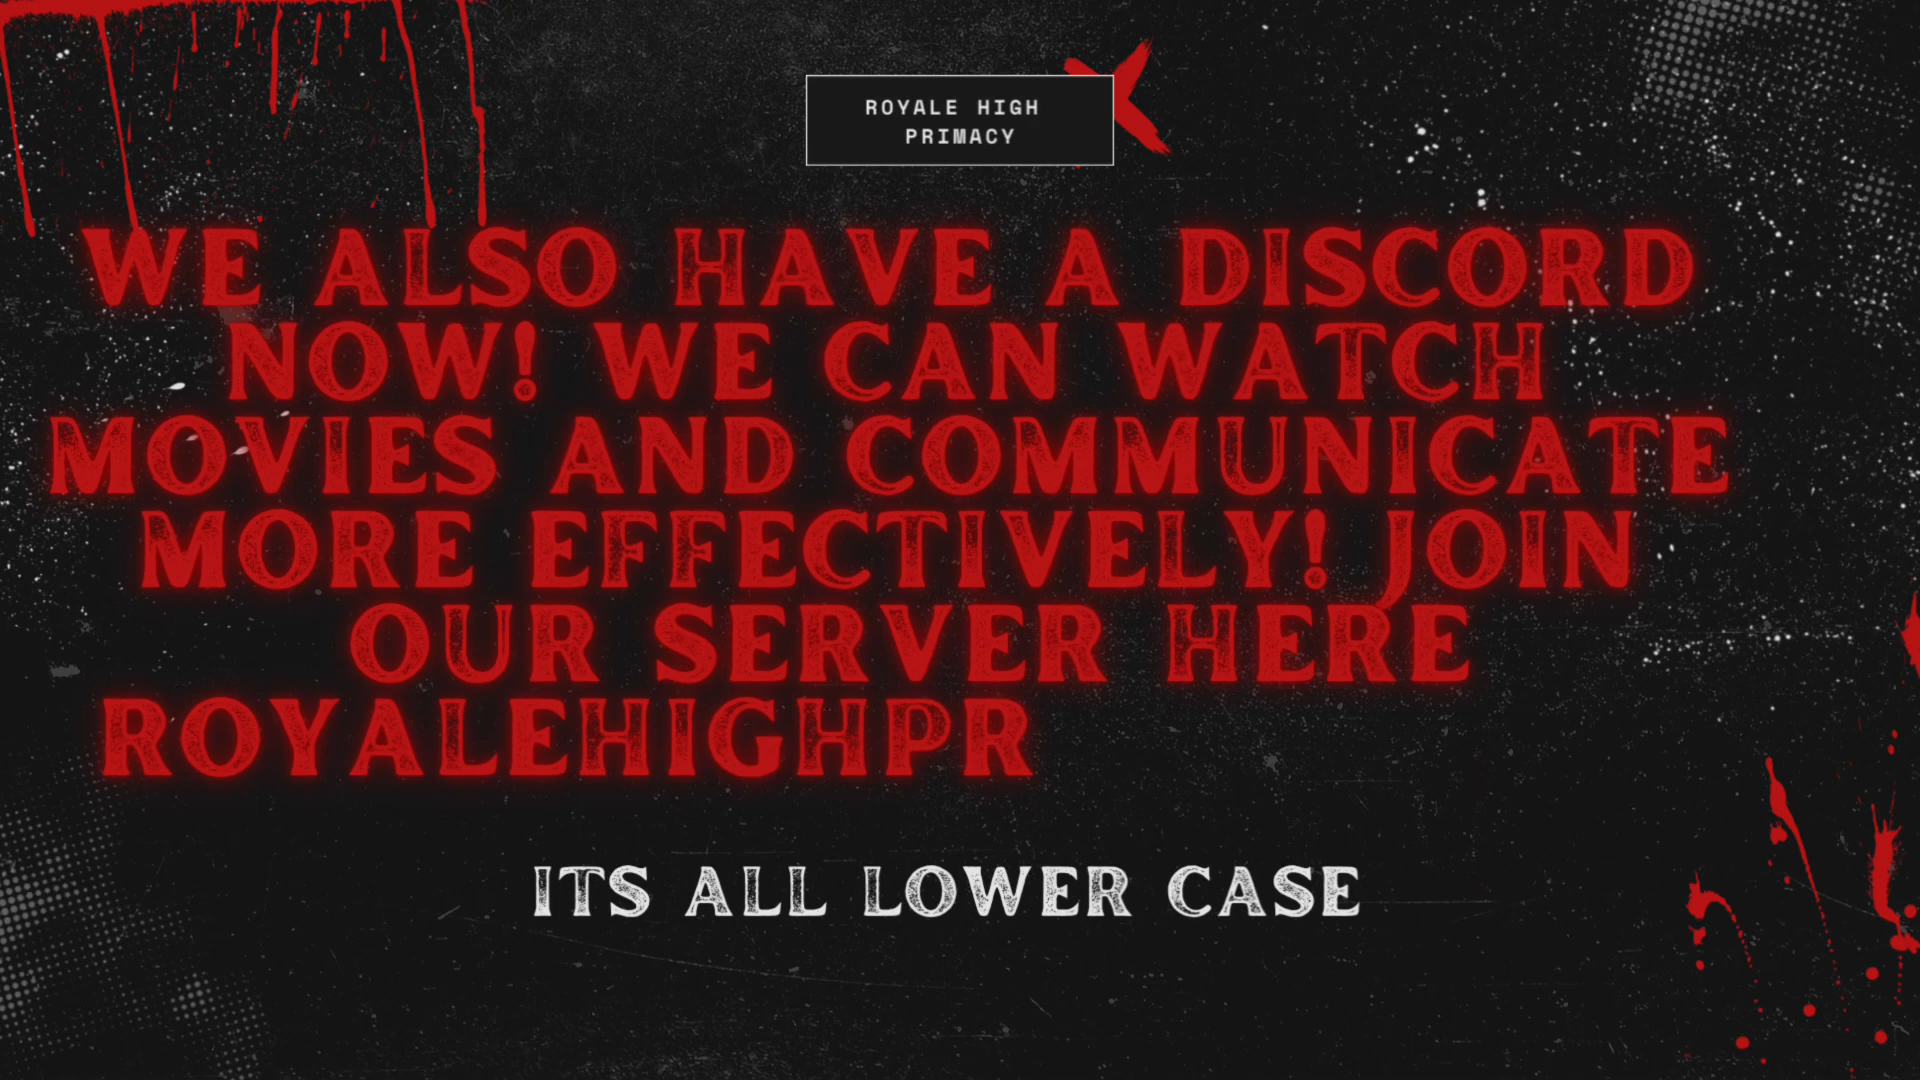 ROYALE HIGH
PRIMACY
WE ALSO HAVE A DISCORD
NOW! WE CAN WATCH
MOVIES AND COMMUNICATE
MORE EFFECTIVELY! JOIN
OUR SERVER HERE
ROYALEHIGHPR
ITS ALL LOWER CASE